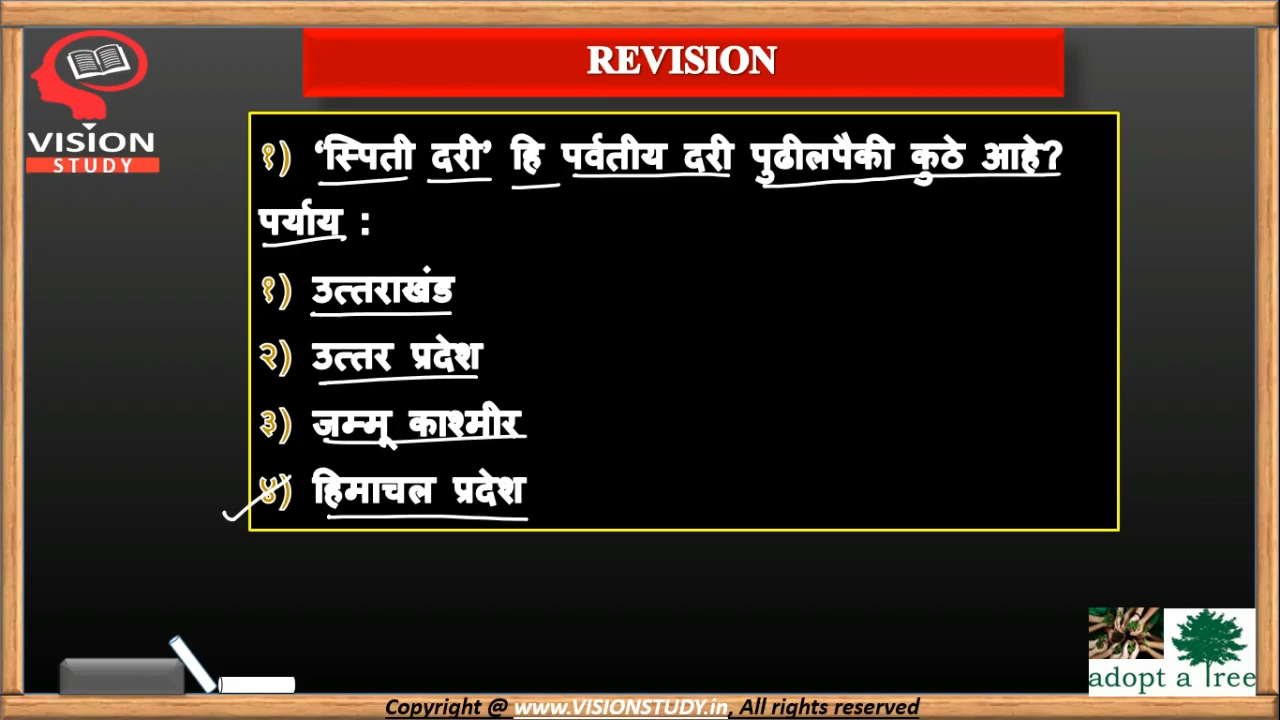 REVISION
VISION
STUDY
१) ‘स्पिती दरी’ हि पर्वतीय दरी पुढीलपैकी कुठे आहे?
पर्याय :
१) उत्तराखंड
२) उत्तर प्रदेश
३) जम्मू काश्मीर
४) हिमाचल प्रदेश
adopt a Tree
Copyright @ www.VISIONSTUDY.in, All rights reserved